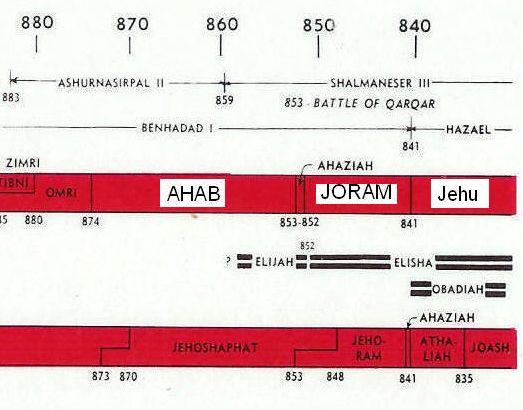 880 870 860 850 840
ASHURNASIRPAL II SHALMANESER III
883 859 853 - BATTLE OF QARQAR
BENHADAD I HAZAEL
841
ZIMRI AHAZIAH
TIBNI OMRI AHAB JORAM Jehu
880 874 853-852 841
852
? ELIJAH ELISHA
OBADIAH
AHAZIAH
JEHOSHAPHAT JEHO- ATHA- JOASH
RAM LIAH
873 870 853 848 841 835